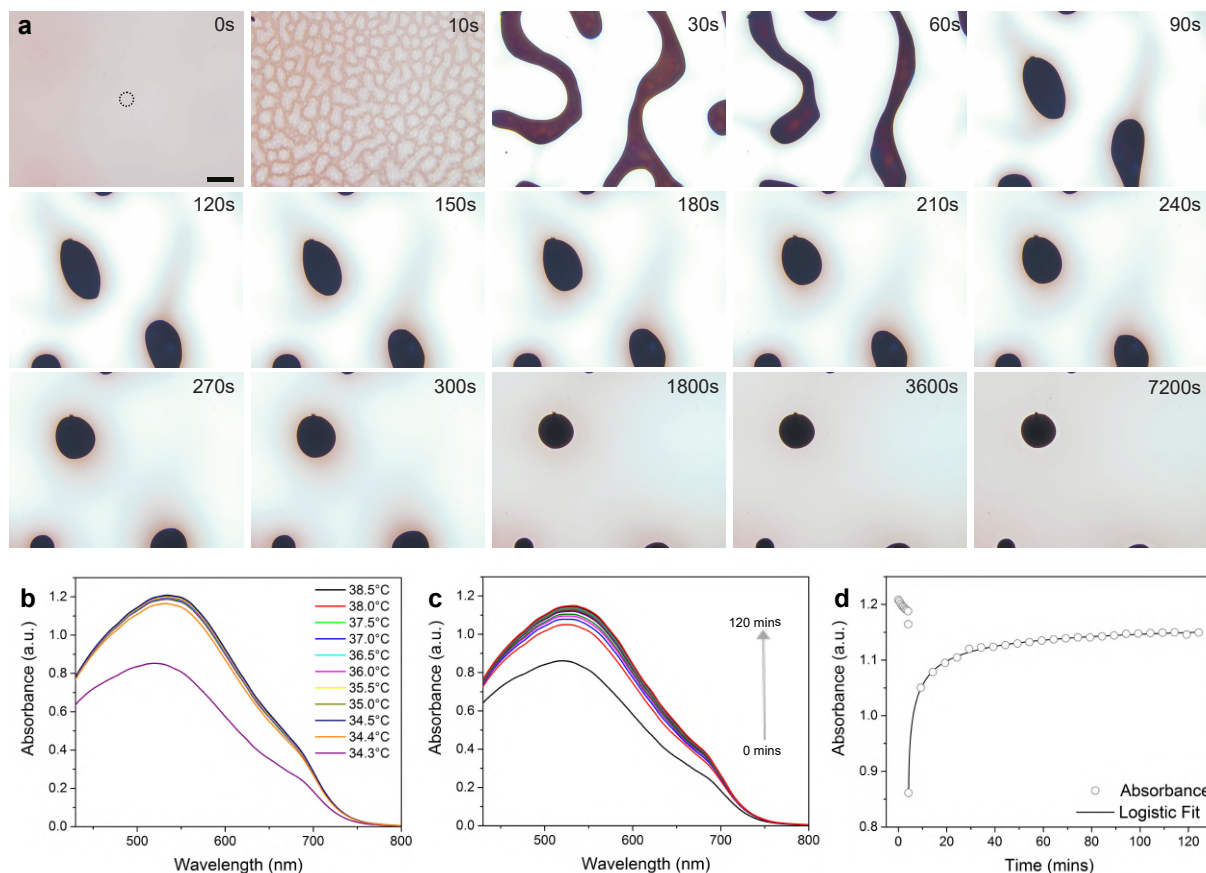 a
0s
10s
30s
60s
90s
120s
150s
180s
210s
240s
270s
300s
1800s
3600s
7200s
b
1.2
1.0
0.8
0.6
0.4
0.2
0.0
Absorbance (a.u.)
500
600
700
800
Wavelength (nm)
38.5°C
38.0°C
37.5°C
37.0°C
36.5°C
36.0°C
35.5°C
35.0°C
34.5°C
34.4°C
34.3°C
c
1.2
1.0
0.8
0.6
0.4
0.2
0.0
Absorbance (a.u.)
500
600
700
800
Wavelength (nm)
120 mins
0 mins
d
1.2
1.1
1.0
0.9
0.8
Absorbance (a.u.)
0
20
40
60
80
100
120
Time (mins)
Absorbance
Logistic Fit